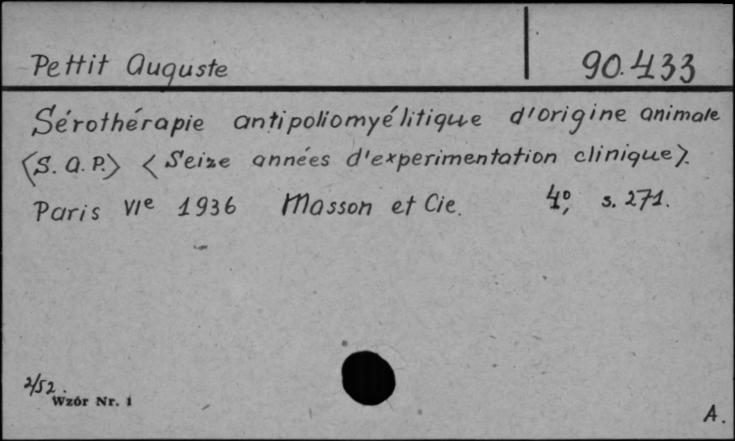 Pettit Auguste 90.433
Sérothérapie antipoliomyélitique d'origine animale
<S. A. P.> < Seize années d'experimentation clinique>.
Paris VIe 1936 Masson et Cie. 4°, s. 271.
2/52.
Wzór Nr. 1
A.